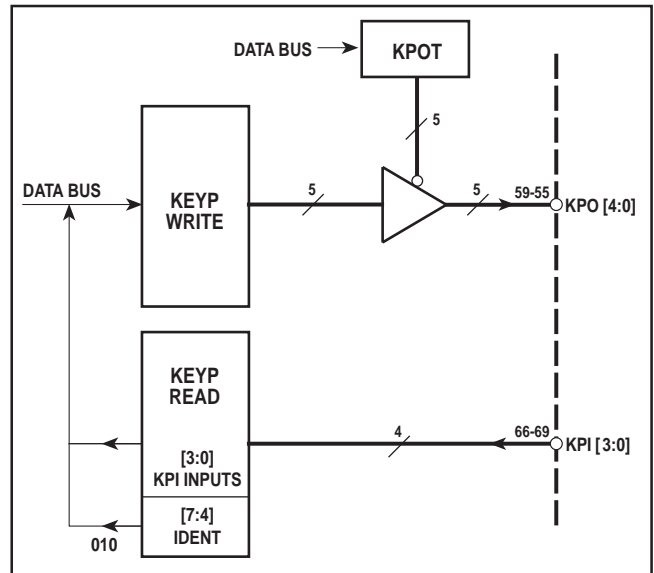 DATA BUS
KPOT
5
DATA BUS
KEYP
WRITE
5
5
59-55
KPO [4:0]
KEYP
READ
4
66-69
KPI [3:0]
[3:0]
KPI INPUTS
[7:4]
IDENT
010